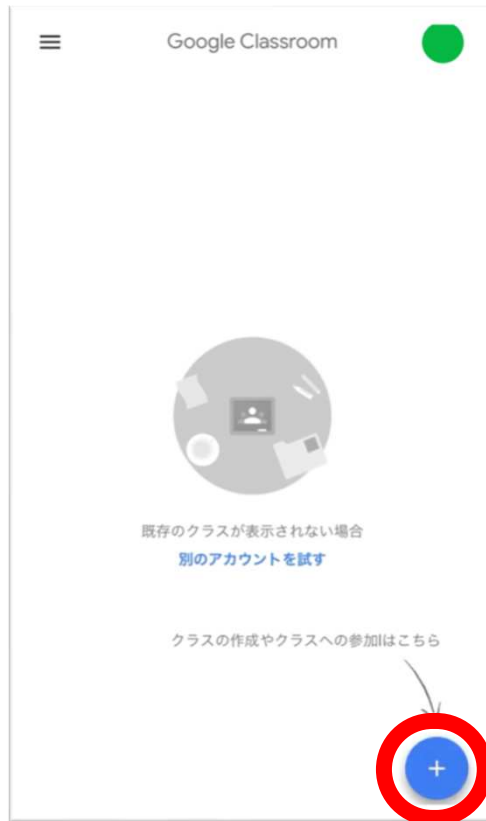 Google Classroom
既存のクラスが表示されない場合
別のアカウントを試す
クラスの作成やクラスへの参加はこちら
+